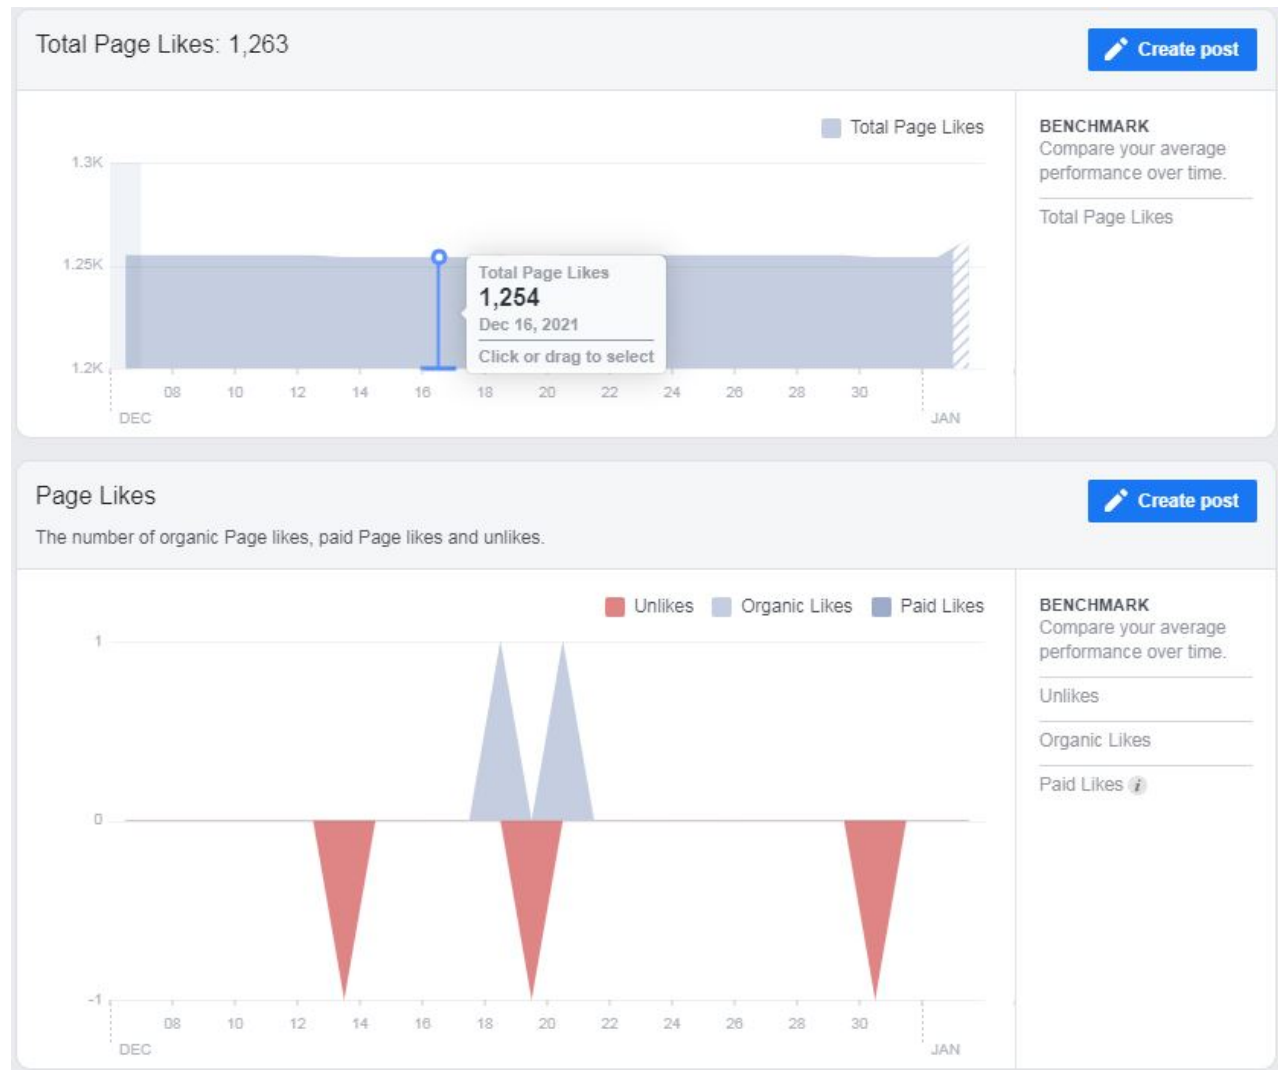 Total Page Likes: 1,263
Create post
Total Page Likes
BENCHMARK
Compare your average
performance over time.
Total Page Likes
1.3K
1.25K
1.2K
Total Page Likes
1,254
Dec 16, 2021
Click or drag to select
08 10 12 14 16 18 20 22 24 26 28 30
DEC JAN
Page Likes
Create post
The number of organic Page likes, paid Page likes and unlikes.
Unlikes Organic Likes Paid Likes
BENCHMARK
Compare your average
performance over time.
Unlikes
Organic Likes
Paid Likes i
1
0
-1
08 10 12 14 16 18 20 22 24 26 28 30
DEC JAN